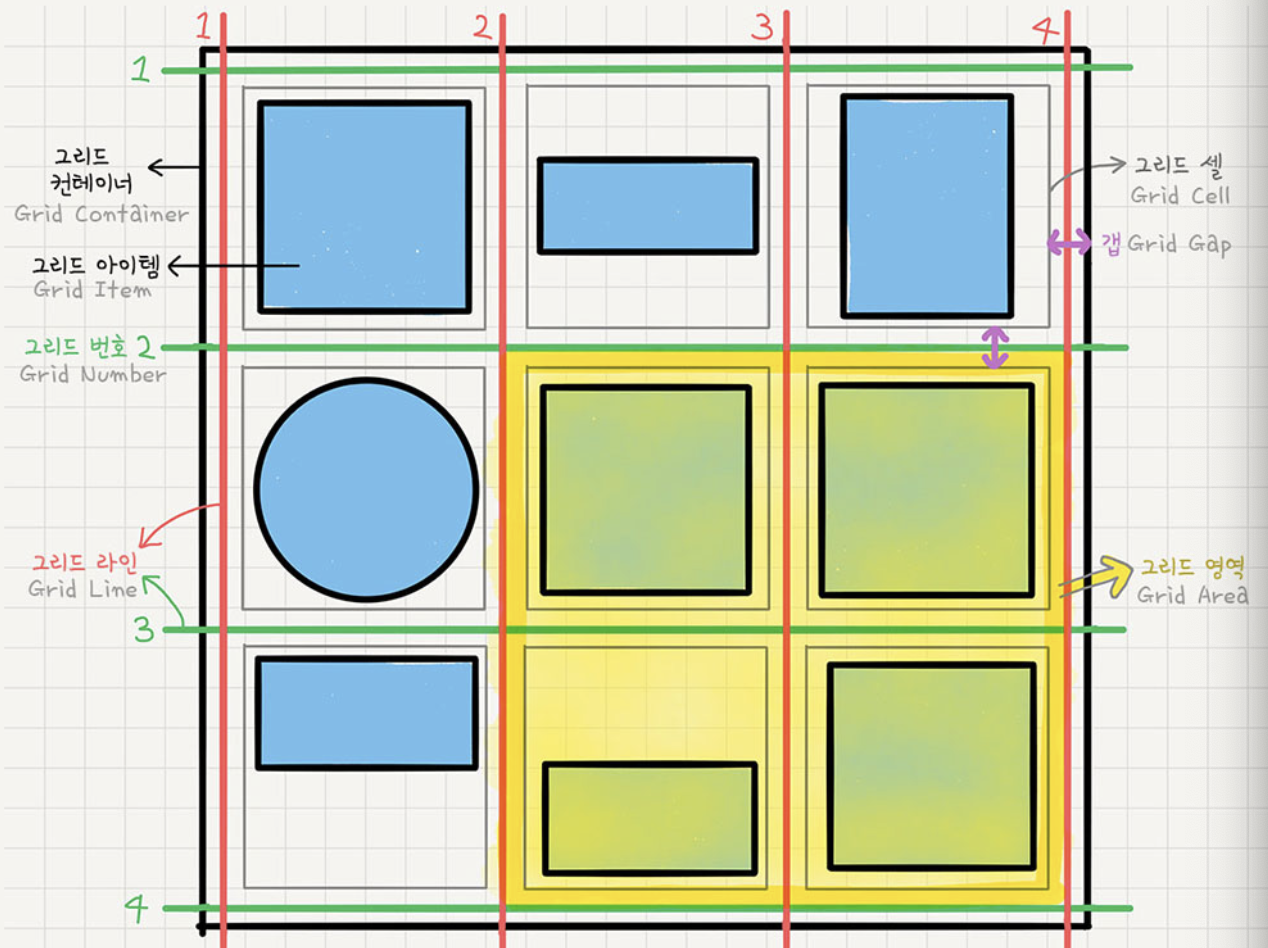 1
2
3
4
1
그리드
컨테이너
Grid Container
그리드 아이템
Grid Item
그리드 셀
Grid Cell
갭 Grid Gap
그리드 번호 2
Grid Number
그리드 라인
Grid Line
3
그리드 영역
Grid Area
4